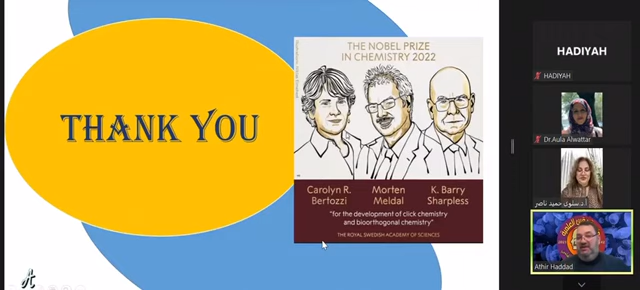 THANK YOU
THE NOBEL PRIZE
IN CHEMISTRY 2022
Carolyn R.
Bertozzi
Morten
Meldal
K. Barry
Sharpless
"for the development of click chemistry
and bioorthogonal chemistry"
THE ROYAL SWEDISH ACADEMY OF SCIENCES
HADIYAH
HADIYAH
Dr.Aula Alwattar
أ.د.سلوى حميد ناصر
Athir Haddad